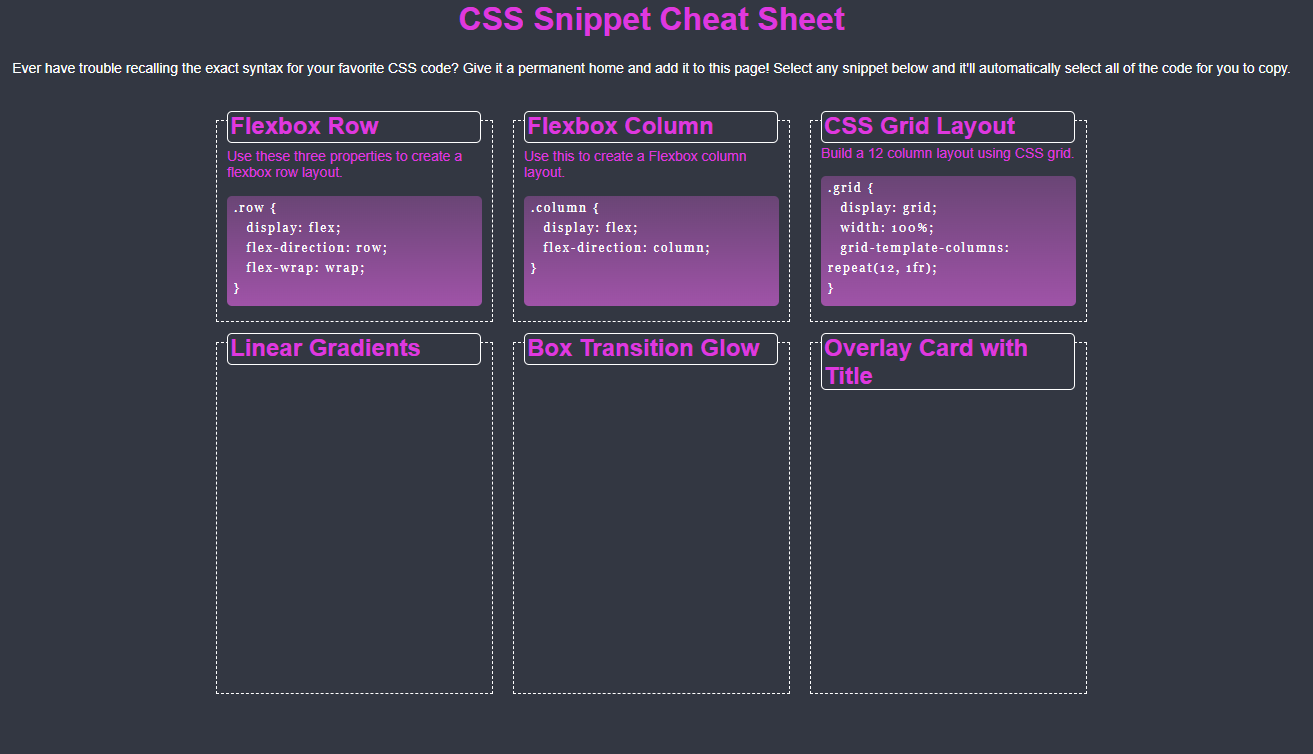 CSS Snippet Cheat Sheet
Ever have trouble recalling the exact syntax for your favorite CSS code? Give it a permanent home and add it to this page! Select any snippet below and it'll automatically select all of the code for you to copy.
Flexbox Row
Use these three properties to create a
flexbox row layout.
.row {
display: flex;
flex-direction: row;
flex-wrap: wrap;
}
Flexbox Column
Use this to create a Flexbox column
layout.
.column {
display: flex;
flex-direction: column;
}
CSS Grid Layout
Build a 12 column layout using CSS grid.
.grid {
display: grid;
width: 100%;
grid-template-columns:
repeat(12, 1fr);
}
Linear Gradients
Box Transition Glow
Overlay Card with
Title